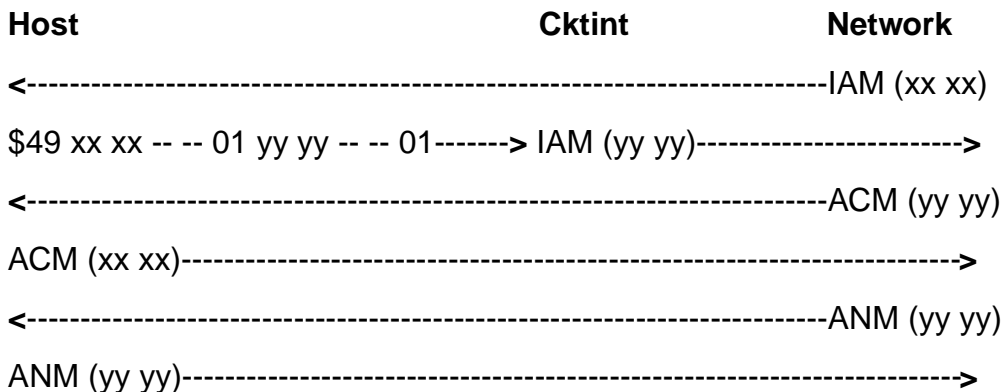 Host Cktint Network
<---------------------------------------------------------------------------IAM (xx xx)
$49 xx xx -- -- 01 yy yy -- -- 01-------> IAM (yy yy)------------------------->
<---------------------------------------------------------------------------ACM (yy yy)
ACM (xx xx)------------------------------------------------------------------------->
<---------------------------------------------------------------------------ANM (yy yy)
ANM (yy yy)------------------------------------------------------------------------->